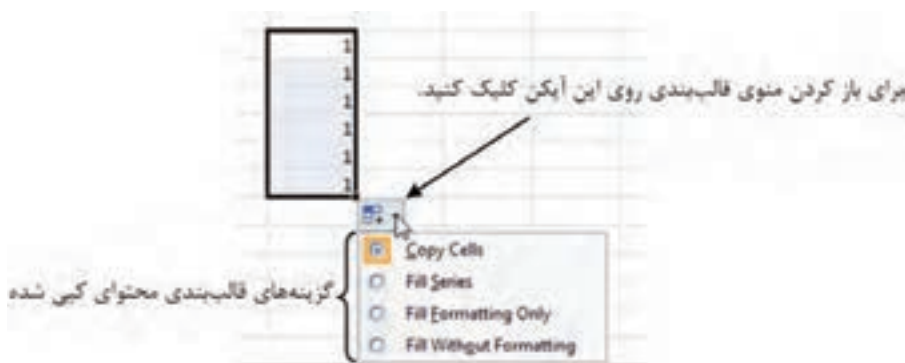 1
1
1
1
1
1
برای باز کردن منوی قالب‌بندی روی این آیکن کلیک کنید.
Copy Cells
Fill Series
Fill Formatting Only
Fill Without Formatting
گزینه‌های قالب‌بندی محتوای کپی شده